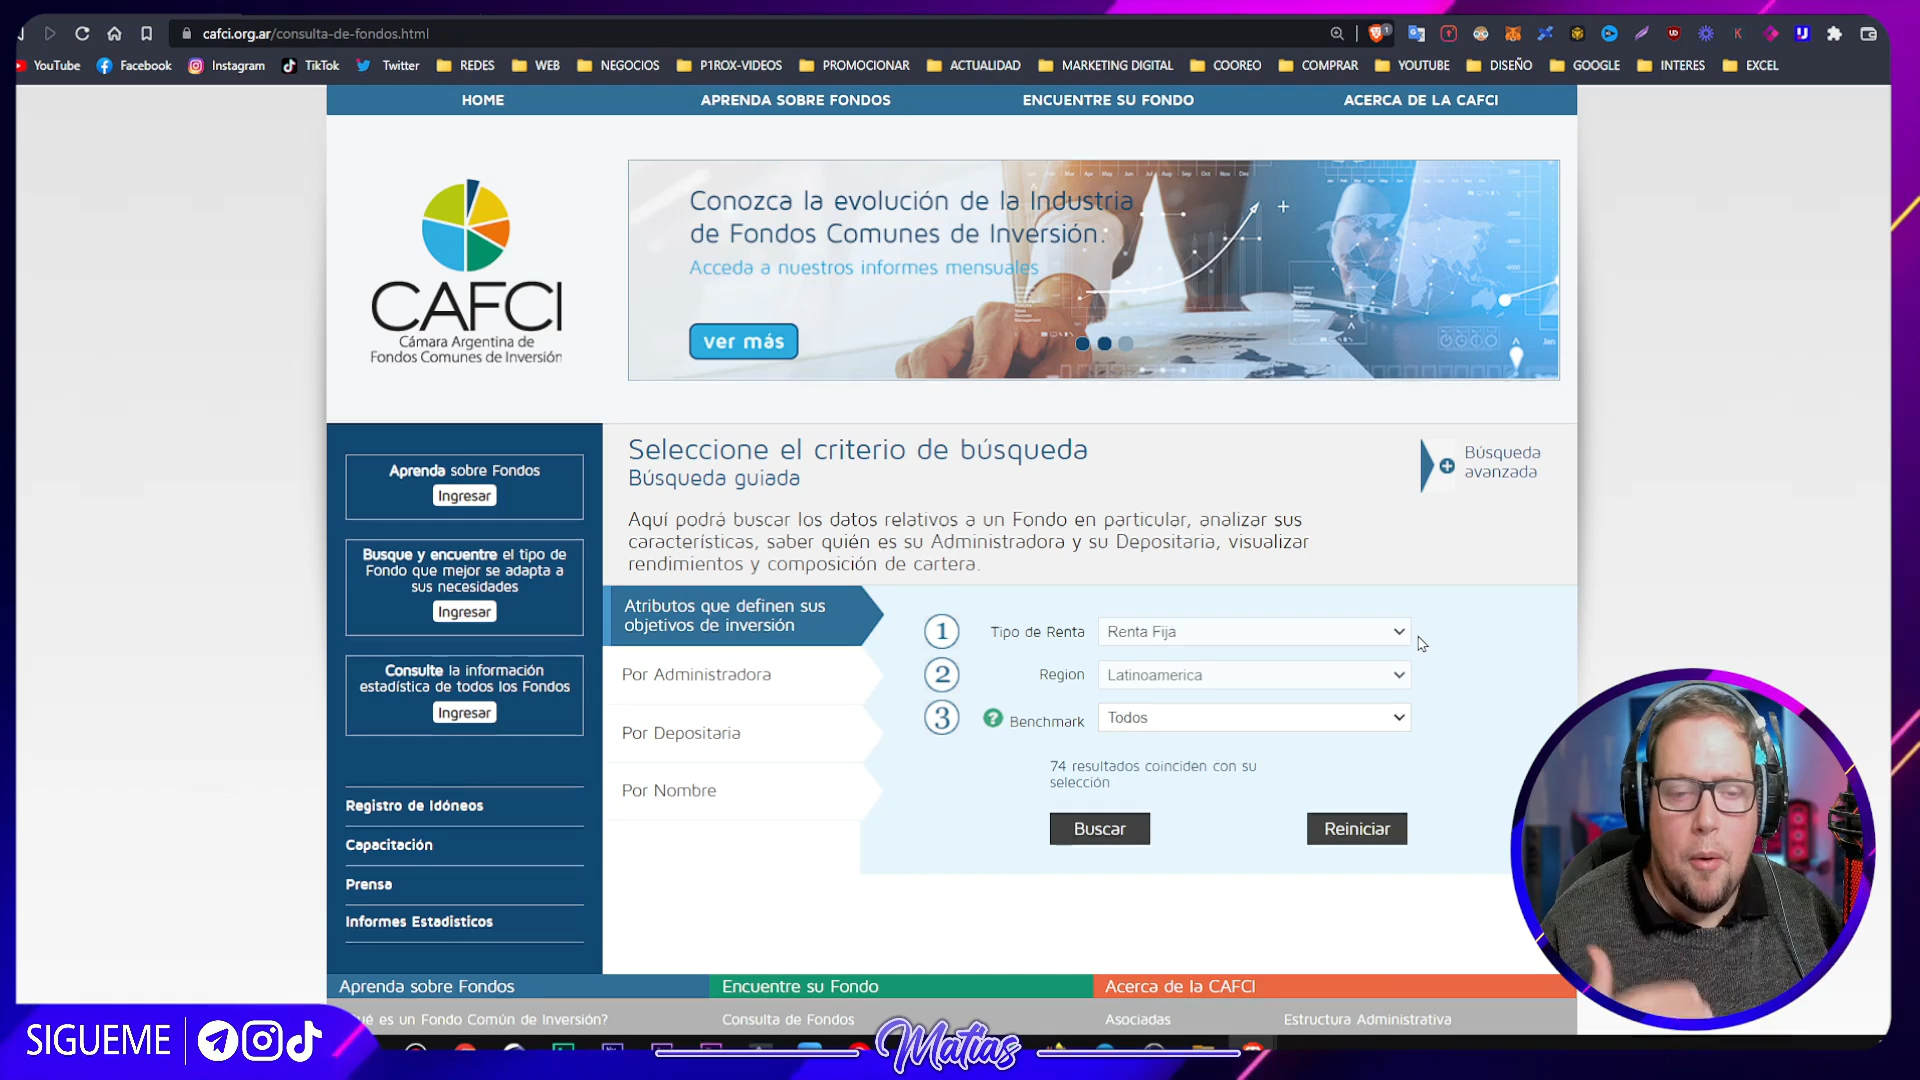 cafci.org.ar/consulta-de-fondos.html
YouTube Facebook Instagram TikTok Twitter REDES WEB NEGOCIOS P1ROX-VIDEOS PROMOCIONAR ACTUALIDAD MARKETING DIGITAL COOREO COMPRAR YOUTUBE DISEÑO GOOGLE INTERES EXCEL
HOME APRENDA SOBRE FONDOS ENCUENTRE SU FONDO ACERCA DE LA CAFCI
CAFCI
Cámara Argentina de
Fondos Comunes de Inversión
Conozca la evolución de la Industria
de Fondos Comunes de Inversión.
Acceda a nuestros informes mensuales
ver más
Aprenda sobre Fondos
Ingresar
Busque y encuentre el tipo de
Fondo que mejor se adapta a
sus necesidades
Ingresar
Consulte la información
estadística de todos los Fondos
Ingresar
Registro de Idóneos
Capacitación
Prensa
Informes Estadisticos
Seleccione el criterio de búsqueda
Búsqueda guiada
Búsqueda
avanzada
Aquí podrá buscar los datos relativos a un Fondo en particular, analizar sus
características, saber quién es su Administradora y su Depositaria, visualizar
rendimientos y composición de cartera.
Atributos que definen sus
objetivos de inversión
Por Administradora
Por Depositaria
Por Nombre
1 Tipo de Renta Renta Fija
2 Region Latinoamerica
3 ? Benchmark Todos
74 resultados coinciden con su
selección
Buscar Reiniciar
Aprenda sobre Fondos Encuentre su Fondo Acerca de la CAFCI
ué es un Fondo Común de Inversión? Consulta de Fondos Asociadas Estructura Administrativa
SIGUEME
Matias